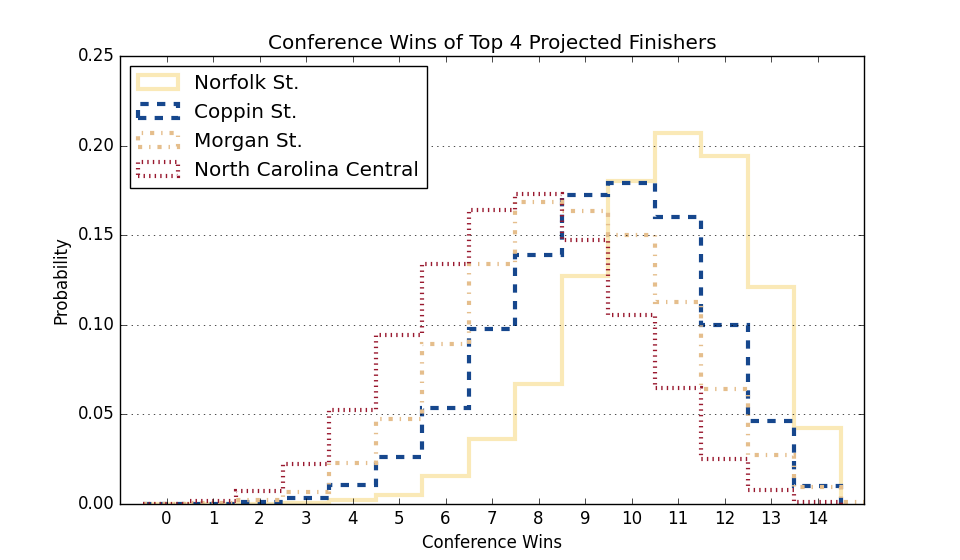 Conference Wins of Top 4 Projected Finishers
Norfolk St.
Coppin St.
Morgan St.
North Carolina Central
Probability
0.25
0.20
0.15
0.10
0.05
0.00
0 1 2 3 4 5 6 7 8 9 10 11 12 13 14
Conference Wins